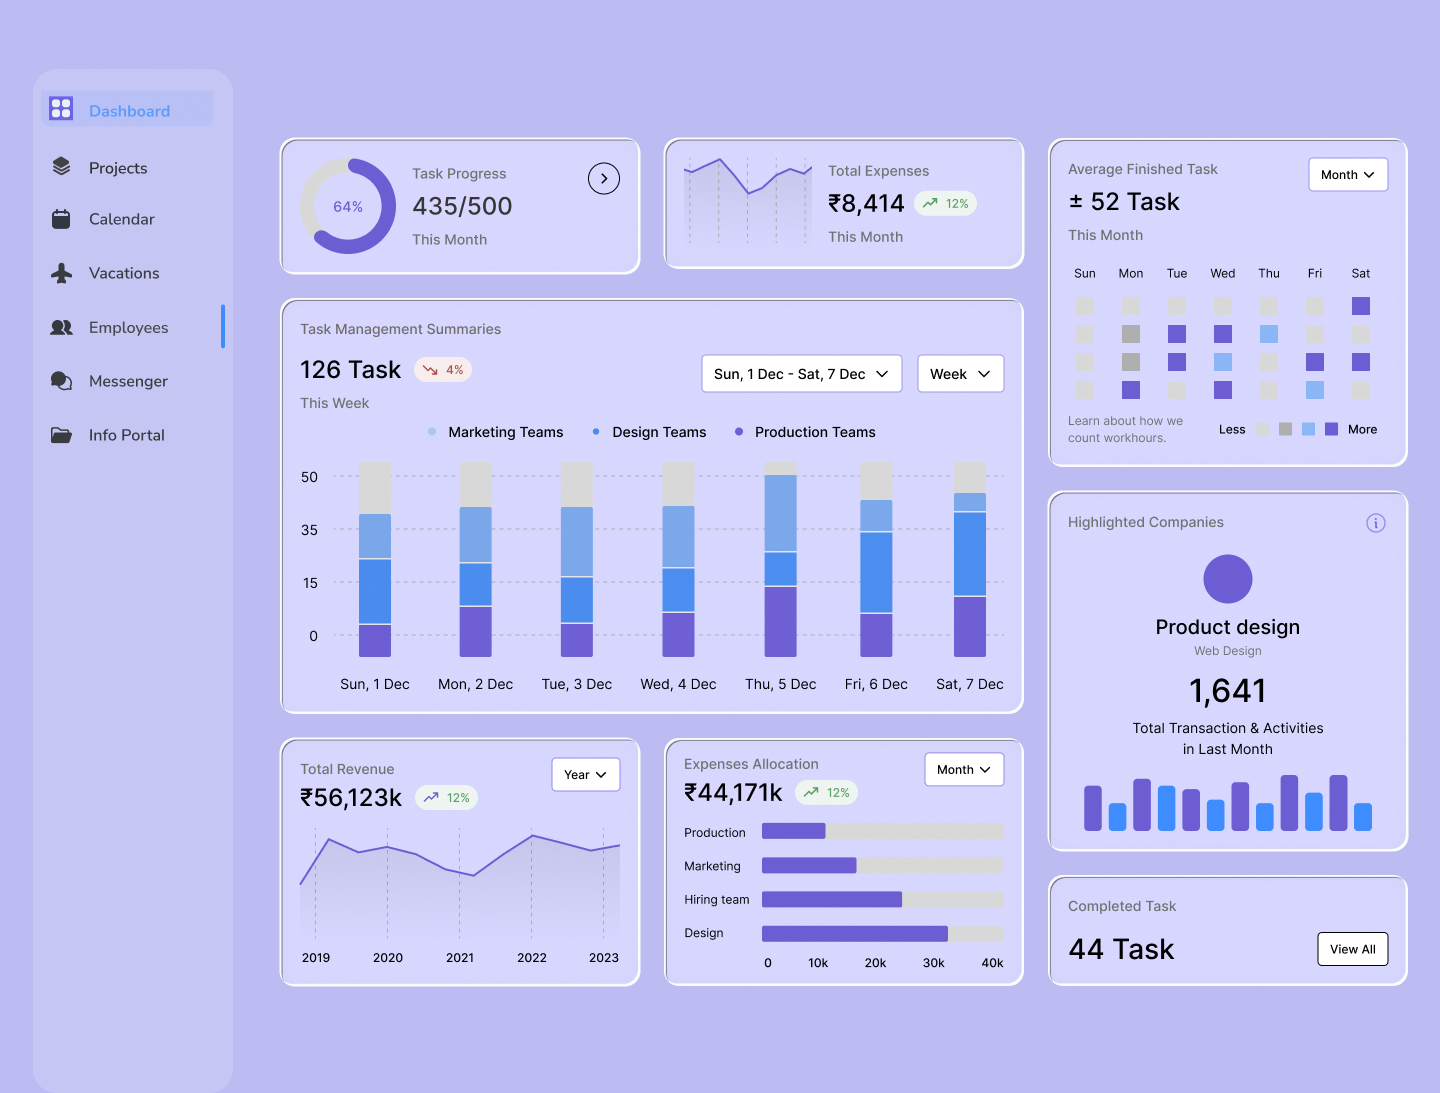 Dashboard
Projects
Calendar
Vacations
Employees
Messenger
Info Portal
64%
Task Progress
435/500
This Month
Total Expenses
₹8,414
12%
This Month
Average Finished Task
Month
± 52 Task
This Month
Sun Mon Tue Wed Thu Fri Sat
Learn about how we
count workhours.
Less More
Task Management Summaries
126 Task
4%
This Week
Sun, 1 Dec - Sat, 7 Dec
Week
Marketing Teams Design Teams Production Teams
50
35
15
0
Sun, 1 Dec Mon, 2 Dec Tue, 3 Dec Wed, 4 Dec Thu, 5 Dec Fri, 6 Dec Sat, 7 Dec
Highlighted Companies
i
Product design
Web Design
1,641
Total Transaction & Activities
in Last Month
Total Revenue
Year
₹56,123k
12%
2019 2020 2021 2022 2023
Expenses Allocation
Month
₹44,171k
12%
Production
Marketing
Hiring team
Design
0 10k 20k 30k 40k
Completed Task
44 Task
View All